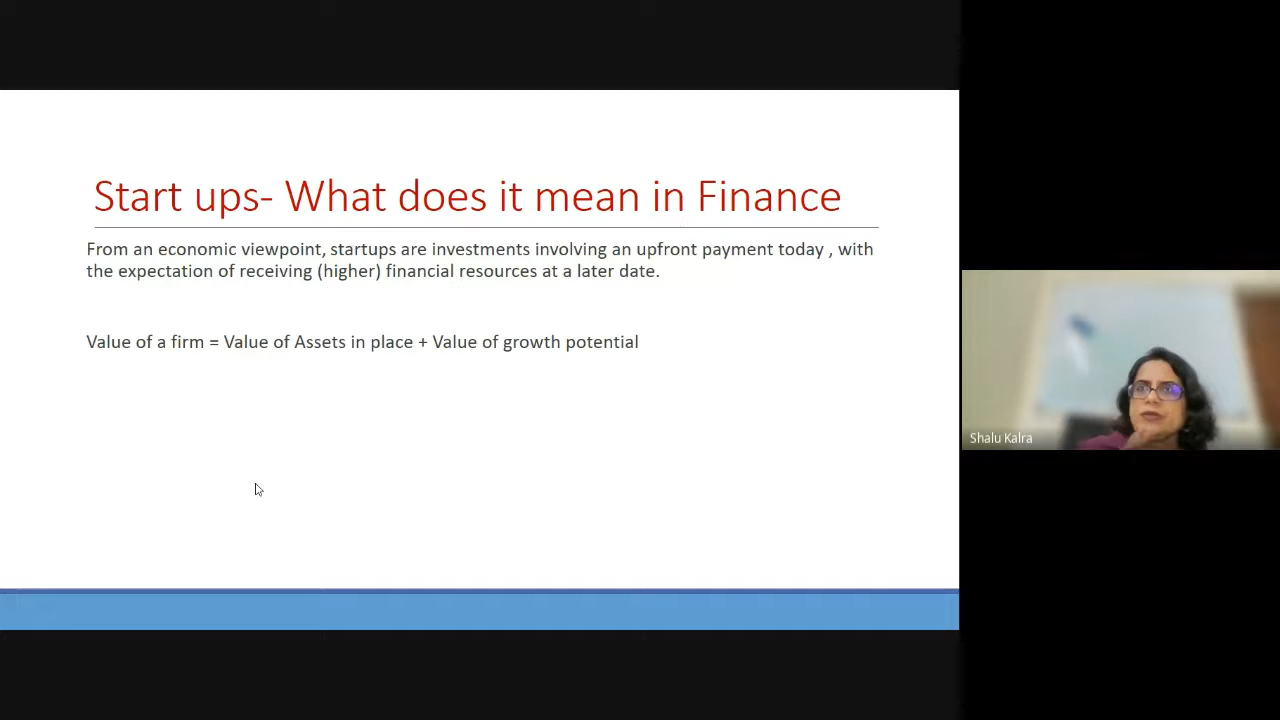 Start ups- What does it mean in Finance
From an economic viewpoint, startups are investments involving an upfront payment today , with
the expectation of receiving (higher) financial resources at a later date.
Value of a firm = Value of Assets in place + Value of growth potential
Shalu Kalra